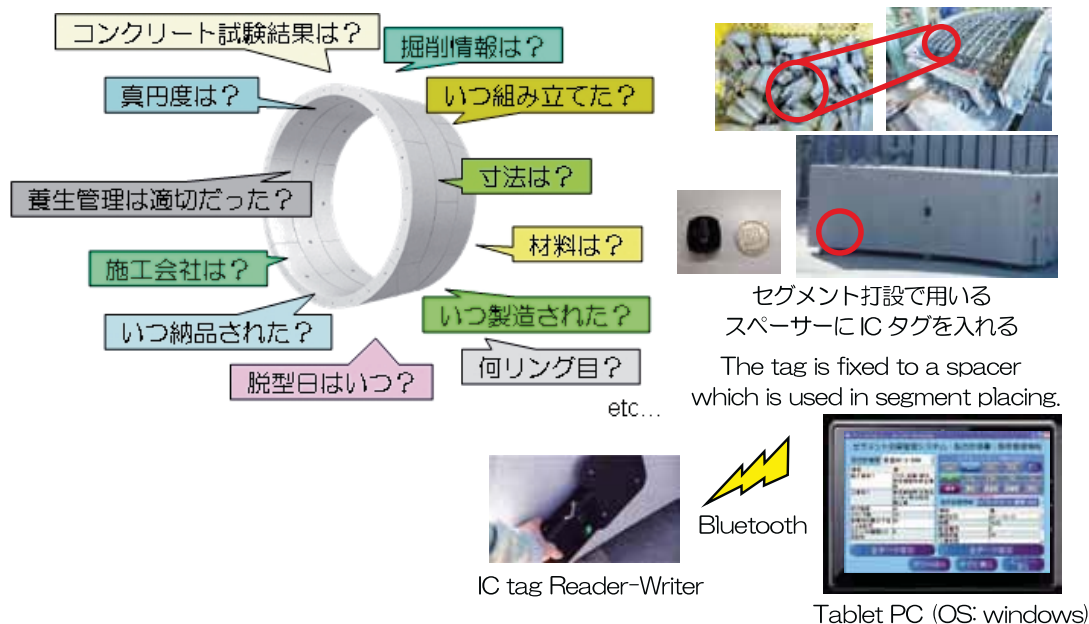 コンクリート試験結果は？
掘削情報は？
真円度は？
いつ組み立てた？
養生管理は適切だった？
寸法は？
材料は？
施工会社は？
いつ製造された？
いつ納品された？
何リング目？
脱型日はいつ？
etc…
セグメント打設で用いる
スペーサーにICタグを入れる
The tag is fixed to a spacer
which is used in segment placing.
Bluetooth
IC tag Reader-Writer
Tablet PC (OS: windows)